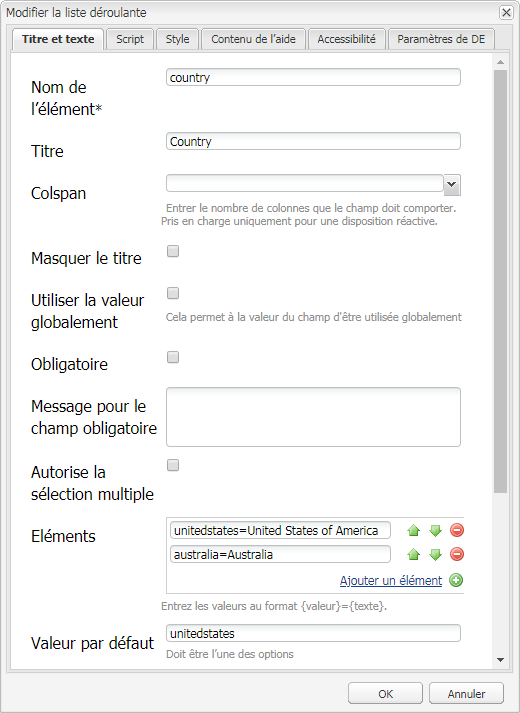 Modifier la liste déroulante
Titre et texte
Script
Style
Contenu de l'aide
Accessibilité
Paramètres de DE
Nom de
l'élément*
country
Titre
Country
Colspan
Entrer le nombre de colonnes que le champ doit comporter.
Pris en charge uniquement pour une disposition réactive.
Masquer le titre
Utiliser la valeur
globalement
Cela permet à la valeur du champ d'être utilisée globalement
Obligatoire
Message pour le
champ obligatoire
Autorise la
sélection multiple
Eléments
unitedstates=United States of America
australia=Australia
Ajouter un élément
Entrez les valeurs au format {valeur}={texte}.
Valeur par défaut
unitedstates
Doit être l'une des options
OK
Annuler